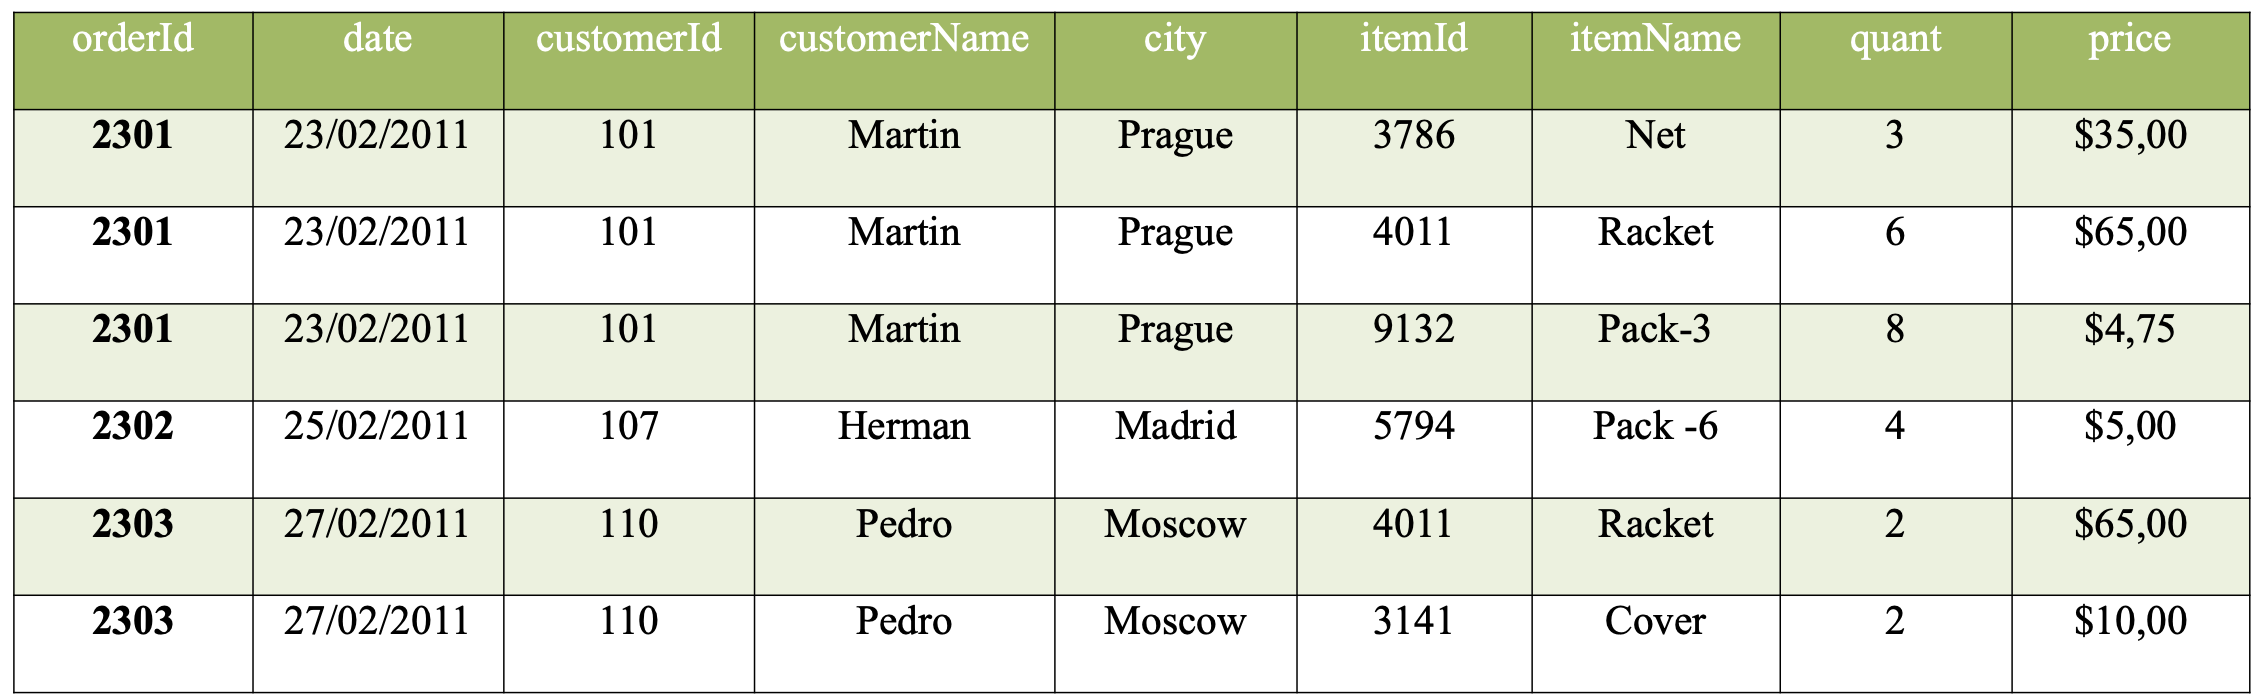 orderId date customerId customerName city itemId itemName quant price
2301 23/02/2011 101 Martin Prague 3786 Net 3 $35,00
2301 23/02/2011 101 Martin Prague 4011 Racket 6 $65,00
2301 23/02/2011 101 Martin Prague 9132 Pack-3 8 $4,75
2302 25/02/2011 107 Herman Madrid 5794 Pack -6 4 $5,00
2303 27/02/2011 110 Pedro Moscow 4011 Racket 2 $65,00
2303 27/02/2011 110 Pedro Moscow 3141 Cover 2 $10,00